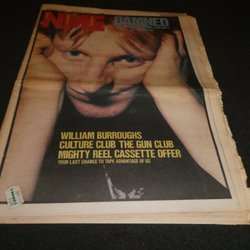 NME
DAMNED
WILLIAM BURROUGHS
CULTURE CLUB THE GUN CLUB
MIGHTY REEL CASSETTE OFFER
YOUR LAST CHANCE TO TAPE ADVANTAGE OF US